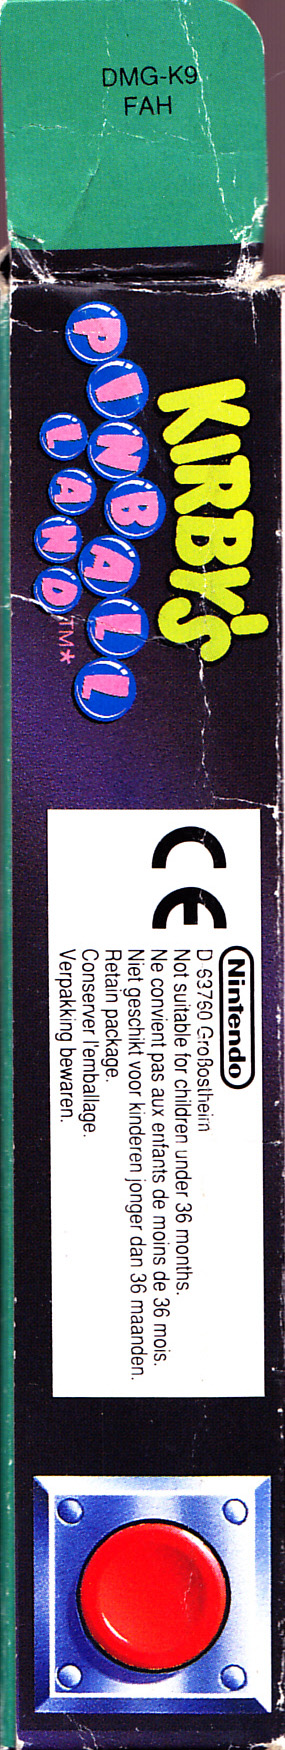 DMG-K9
FAH
KIRBY'S
PINBALL
LAND™*
CE
Nintendo
D-63760 Großostheim
Not suitable for children under 36 months.
Ne convient pas aux enfants de moins de 36 mois.
Niet geschikt voor kinderen jonger dan 36 maanden.
Retain package.
Conserver l'emballage.
Verpakking bewaren.